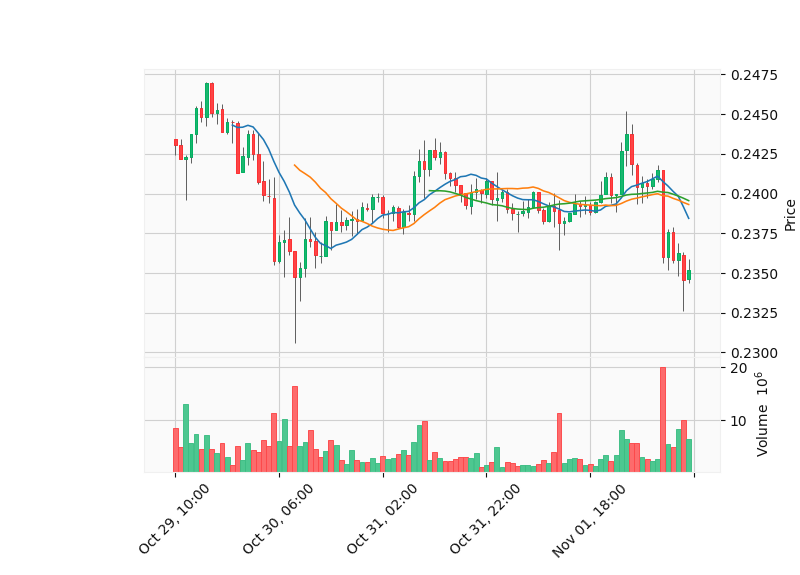 0.2475
0.2450
0.2425
0.2400
0.2375
0.2350
0.2325
0.2300
Price
20
10
Volume 10^6
Oct 29, 10:00
Oct 30, 06:00
Oct 31, 02:00
Oct 31, 22:00
Nov 01, 18:00